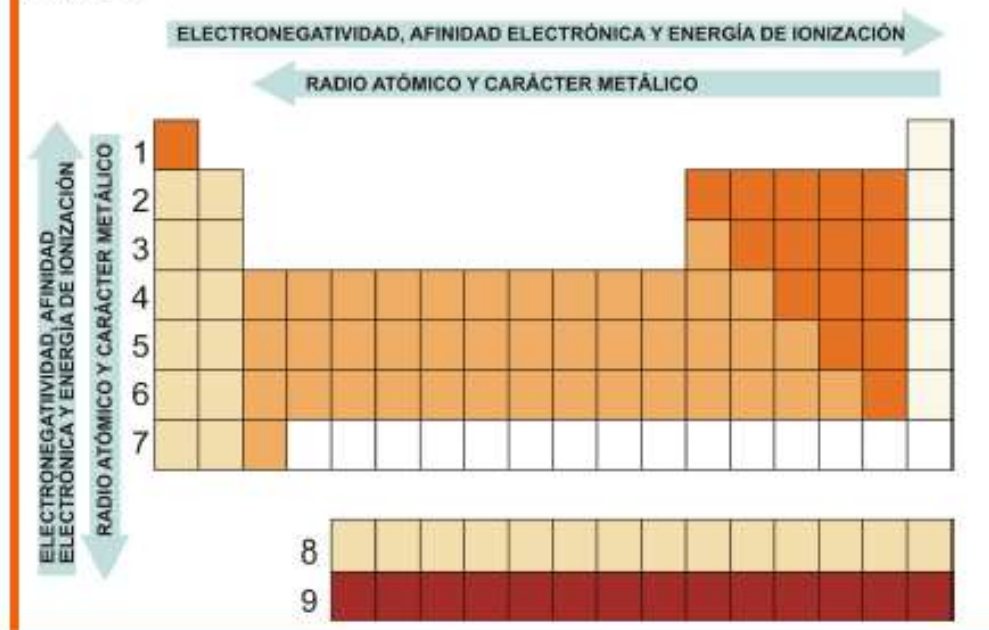 ELECTRONEGATIVIDAD, AFINIDAD ELECTRÓNICA Y ENERGÍA DE IONIZACIÓN
RADIO ATÓMICO Y CARÁCTER METÁLICO
ELECTRONEGATIIVIDAD, AFINIDAD
ELECTRÓNICA Y ENERGÍA DE IONIZACIÓN
RADIO ATÓMICO Y CARÁCTER METÁLICO
1
2
3
4
5
6
7
8
9